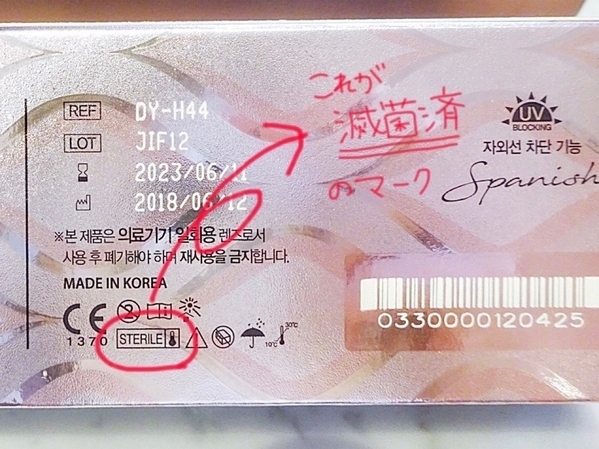 REF DY-H44
LOT JIF12
2023/06/11
2018/06/12
※본 제품은 의료기기 일회용 렌즈로서
사용 후 폐기해야 하며 재사용을 금지합니다.
MADE IN KOREA
CE 2
1370 STERILE 10℃ 30℃
これが
滅菌済
のマーク
UV
BLOCKING
자외선 차단 기능
Spanish
0330000120425